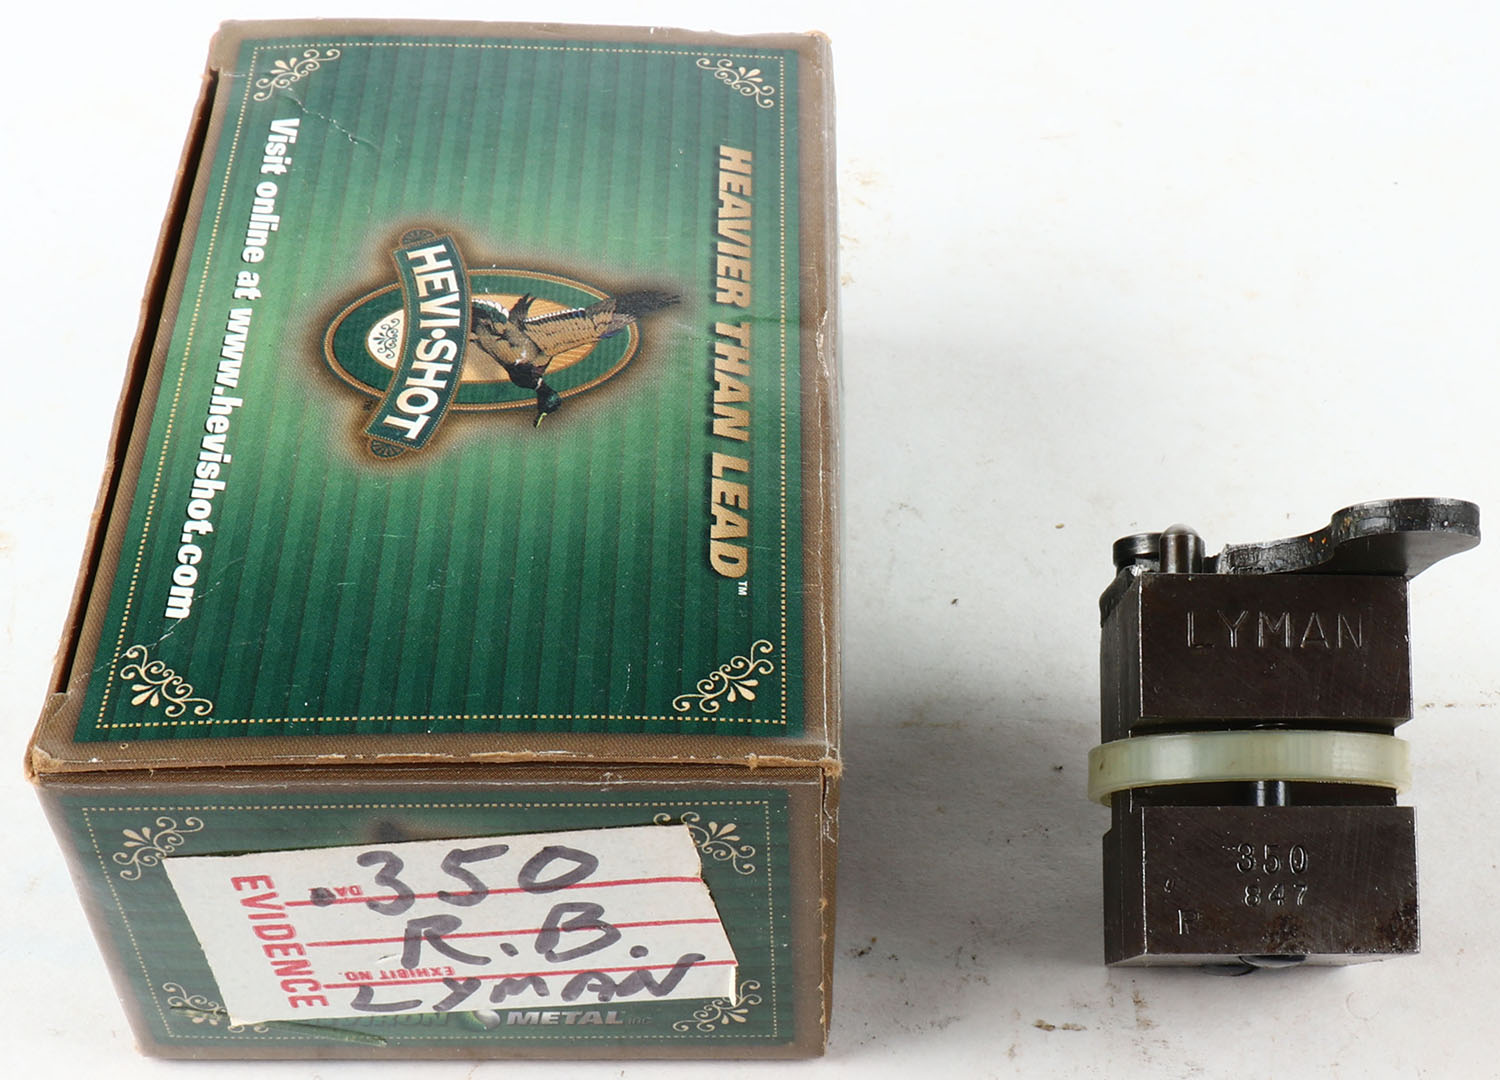 HEAVIER THAN LEAD™
HEVI•SHOT
®
Visit online at www.hevishot.com
.350
R.B.
LYMAN
EVIDENCE
DATE
EXHIBIT NO.
METAL INC
LYMAN
350
847
P